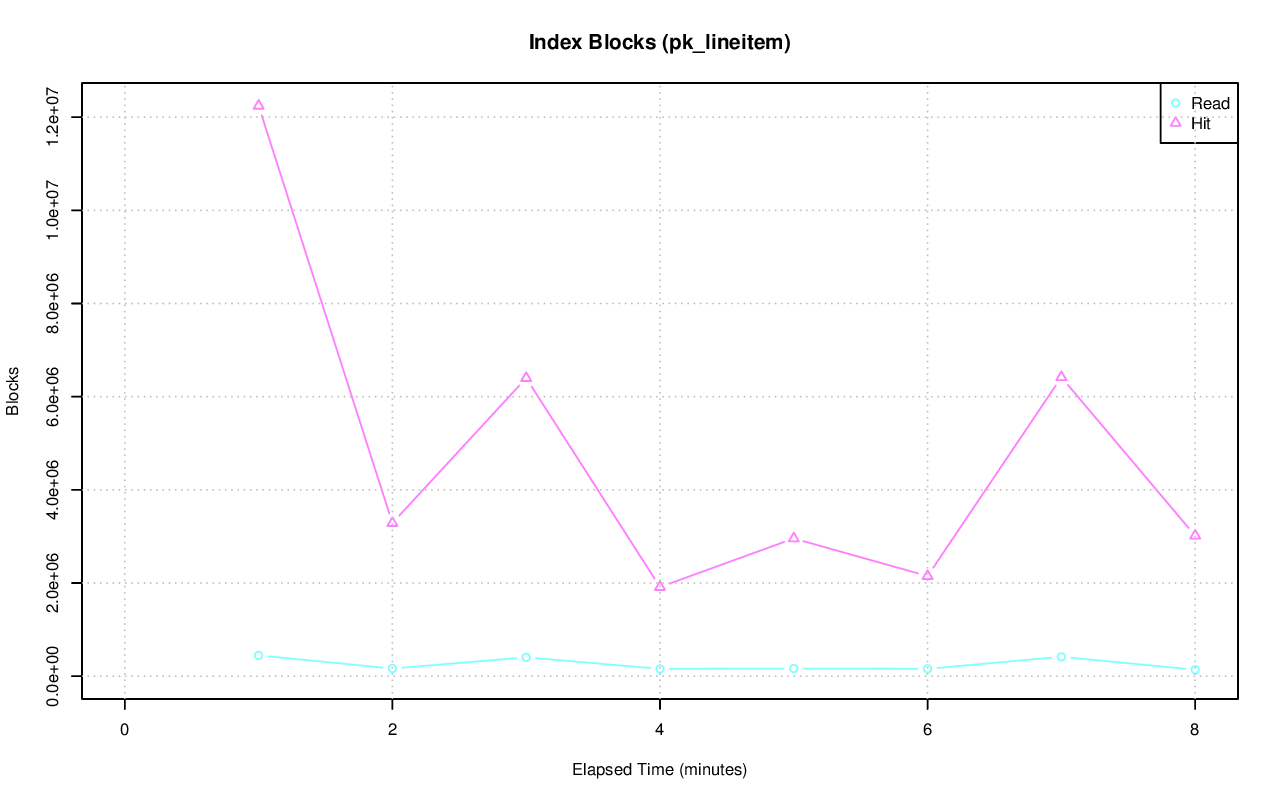 Index Blocks (pk_lineitem)
Read
Hit
1.2e+07
1.0e+07
8.0e+06
6.0e+06
4.0e+06
2.0e+06
0.0e+00
Blocks
0 2 4 6 8
Elapsed Time (minutes)